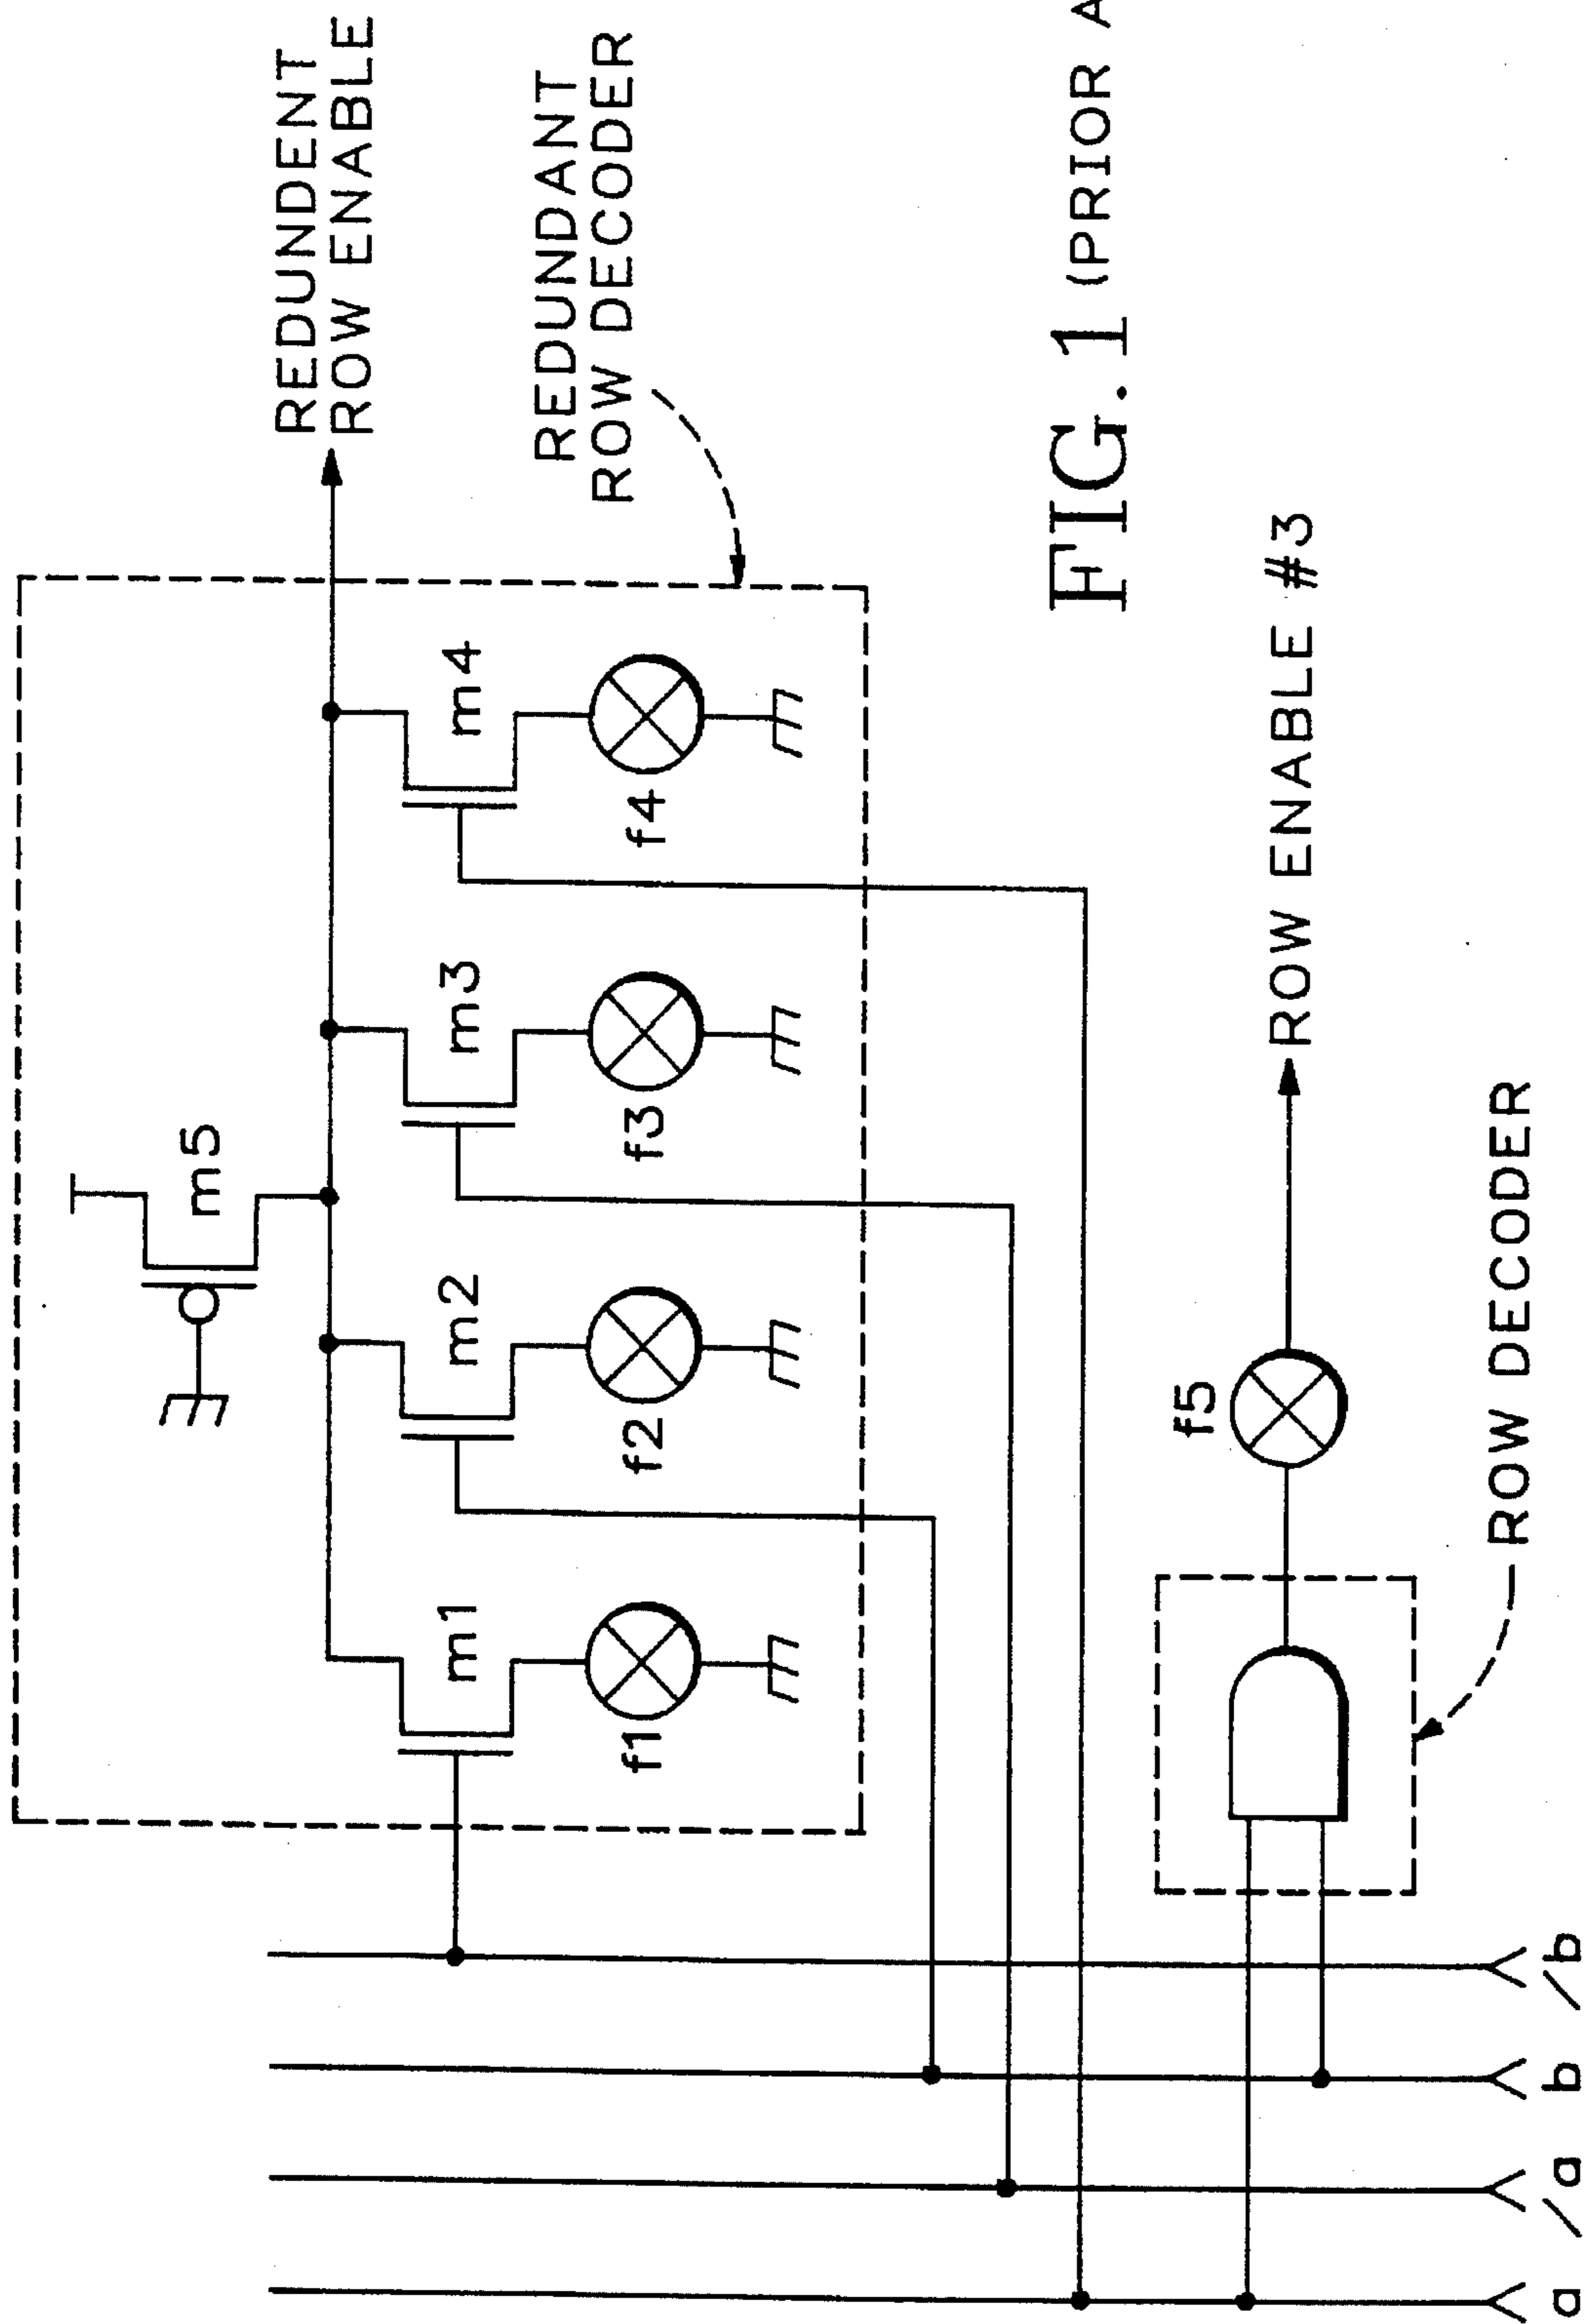 REDUNDENT
ROW ENABLE
m5
m1
m2
m3
m4
f1
f2
f3
f4
REDUNDANT
ROW DECODER
FIG. 1 (PRIOR A
f5
ROW ENABLE #3
ROW DECODER
a
/a
b
/b